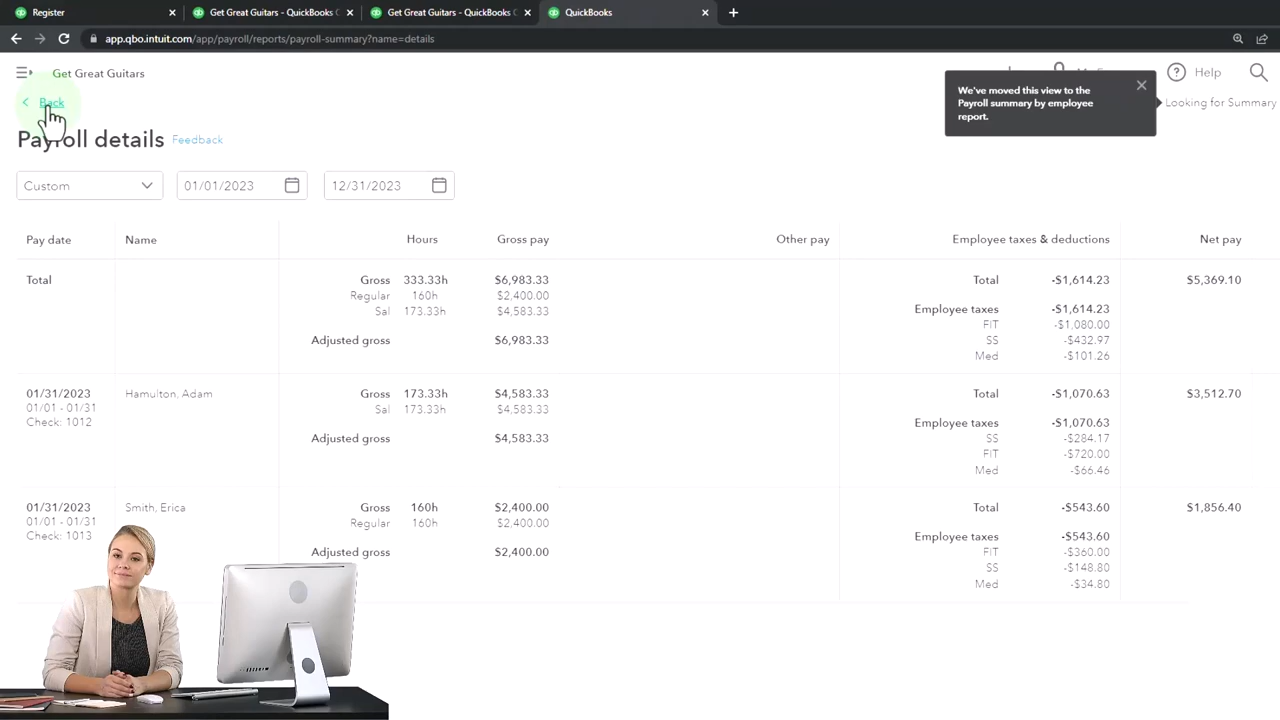 Register
Get Great Guitars - QuickBooks
Get Great Guitars - QuickBooks
QuickBooks
app.qbo.intuit.com/app/payroll/reports/payroll-summary?name=details
Get Great Guitars
Help
Back
We've moved this view to the
Payroll summary by employee
report.
Looking for Summary
Payroll details Feedback
Custom 01/01/2023 12/31/2023
Pay date Name Hours Gross pay Other pay Employee taxes & deductions Net pay
Total Gross 333.33h $6,983.33 Total -$1,614.23 $5,369.10
Regular 160h $2,400.00
Sal 173.33h $4,583.33 Employee taxes -$1,614.23
FIT -$1,080.00
Adjusted gross $6,983.33 SS -$432.97
Med -$101.26
01/31/2023 Hamulton, Adam Gross 173.33h $4,583.33 Total -$1,070.63 $3,512.70
01/01 - 01/31 Sal 173.33h $4,583.33
Check: 1012 Employee taxes -$1,070.63
Adjusted gross $4,583.33 SS -$284.17
FIT -$720.00
Med -$66.46
01/31/2023 Smith, Erica Gross 160h $2,400.00 Total -$543.60 $1,856.40
01/01 - 01/31 Regular 160h $2,400.00
Check: 1013 Employee taxes -$543.60
Adjusted gross $2,400.00 FIT -$360.00
SS -$148.80
Med -$34.80